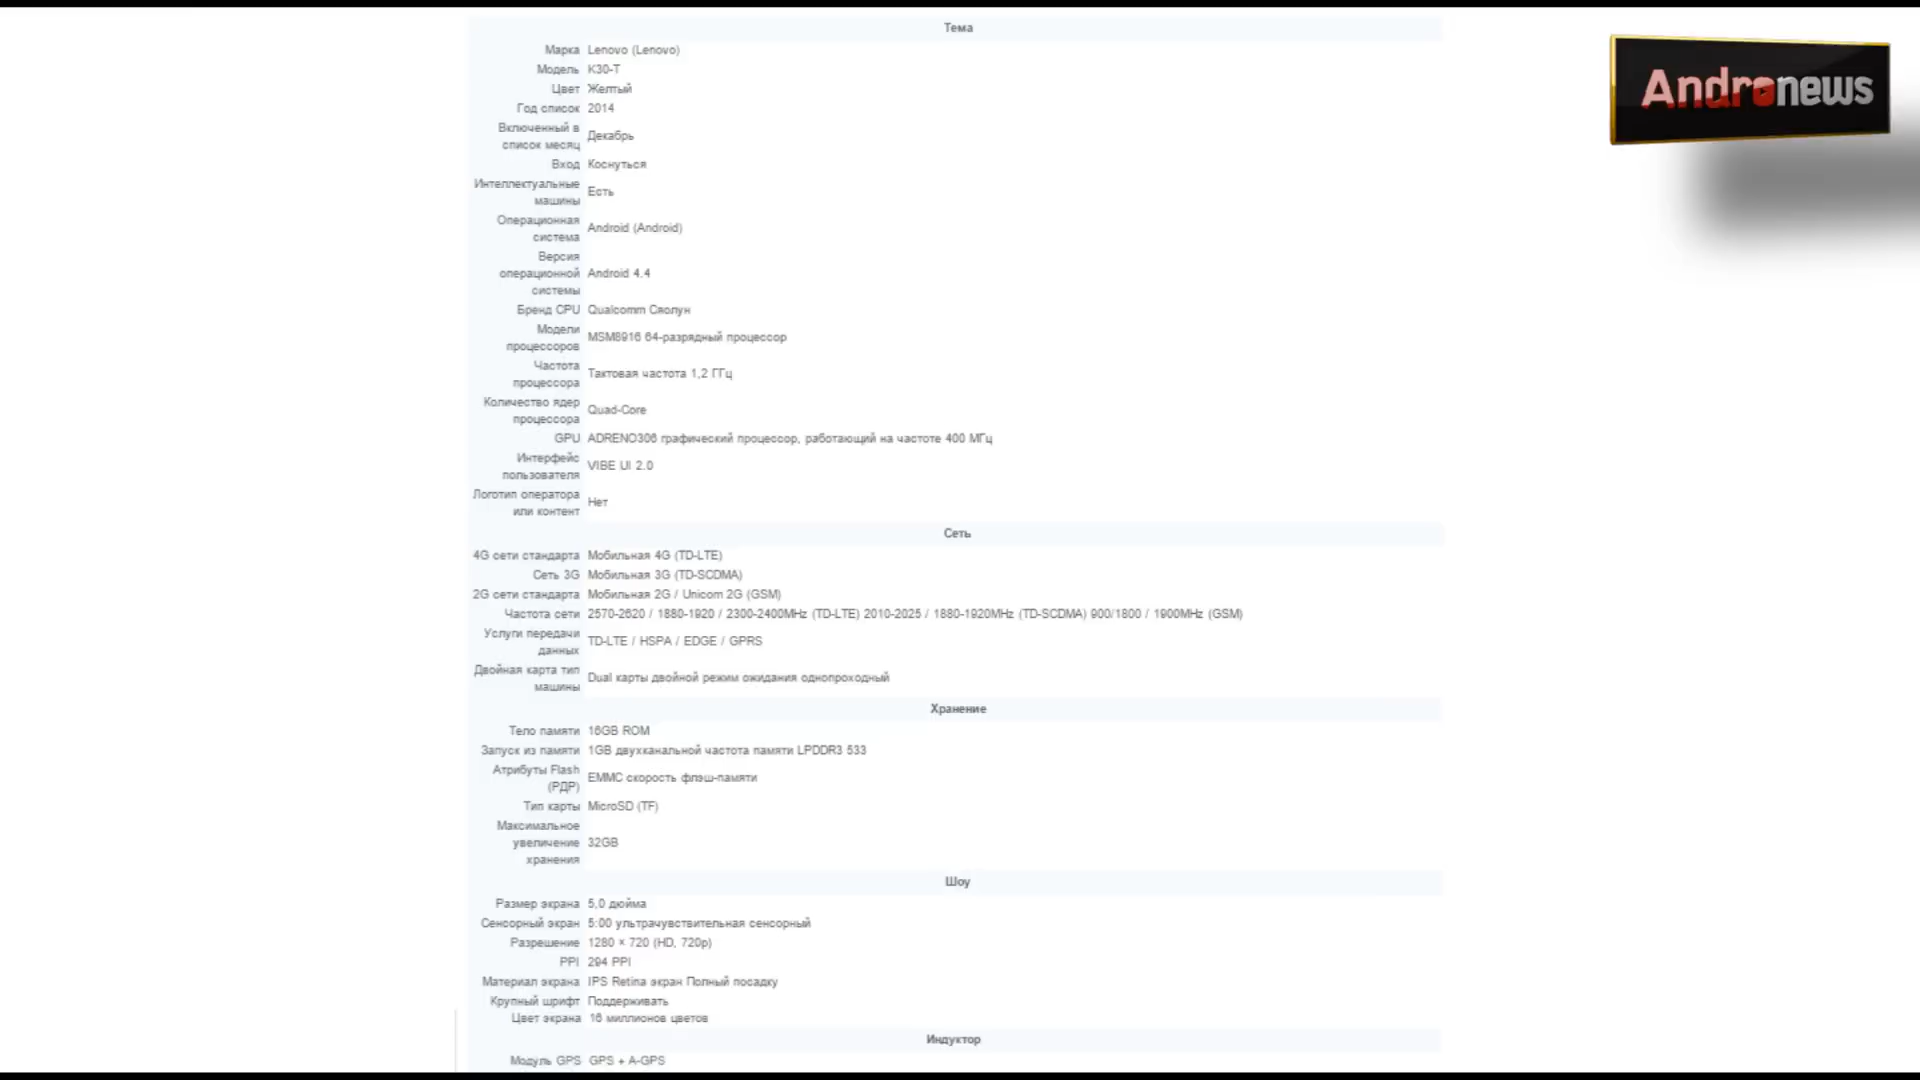 Тема
Andronews
Марка Lenovo (Lenovo)
Модель K30-T
Цвет Желтый
Год список 2014
Включенный в
список месяц Декабрь
Вход Коснуться
Интеллектуальные
машины Есть
Операционная
система Android (Android)
Версия
операционной
системы Android 4.4
Бренд CPU Qualcomm Сяолун
Модели
процессоров MSM8916 64-разрядный процессор
Частота
процессора Тактовая частота 1,2 ГГц
Количество ядер
процессора Quad-Core
GPU ADRENO306 графический процессор, работающий на частоте 400 МГц
Интерфейс
пользователя VIBE UI 2.0
Логотип оператора
или контент Нет
Сеть
4G сети стандарта Мобильная 4G (TD-LTE)
Сеть 3G Мобильная 3G (TD-SCDMA)
2G сети стандарта Мобильная 2G / Unicom 2G (GSM)
Частота сети 2570-2620 / 1880-1920 / 2300-2400MHz (TD-LTE) 2010-2025 / 1880-1920MHz (TD-SCDMA) 900/1800 / 1900MHz (GSM)
Услуги передачи
данных TD-LTE / HSPA / EDGE / GPRS
Двойная карта тип
машины Dual карты двойной режим ожидания однопроходный
Хранение
Тело памяти 16GB ROM
Запуск из памяти 1GB двухканальной частота памяти LPDDR3 533
Атрибуты Flash
(РДР) EMMC скорость флэш-памяти
Тип карты MicroSD (TF)
Максимальное
увеличение
хранения 32GB
Шоу
Размер экрана 5,0 дюйма
Сенсорный экран 5:00 ультрачувствительная сенсорный
Разрешение 1280 × 720 (HD, 720p)
PPI 294 PPI
Материал экрана IPS Retina экран Полный посадку
Крупный шрифт Поддерживать
Цвет экрана 16 миллионов цветов
Индуктор
Модуль GPS GPS + A-GPS